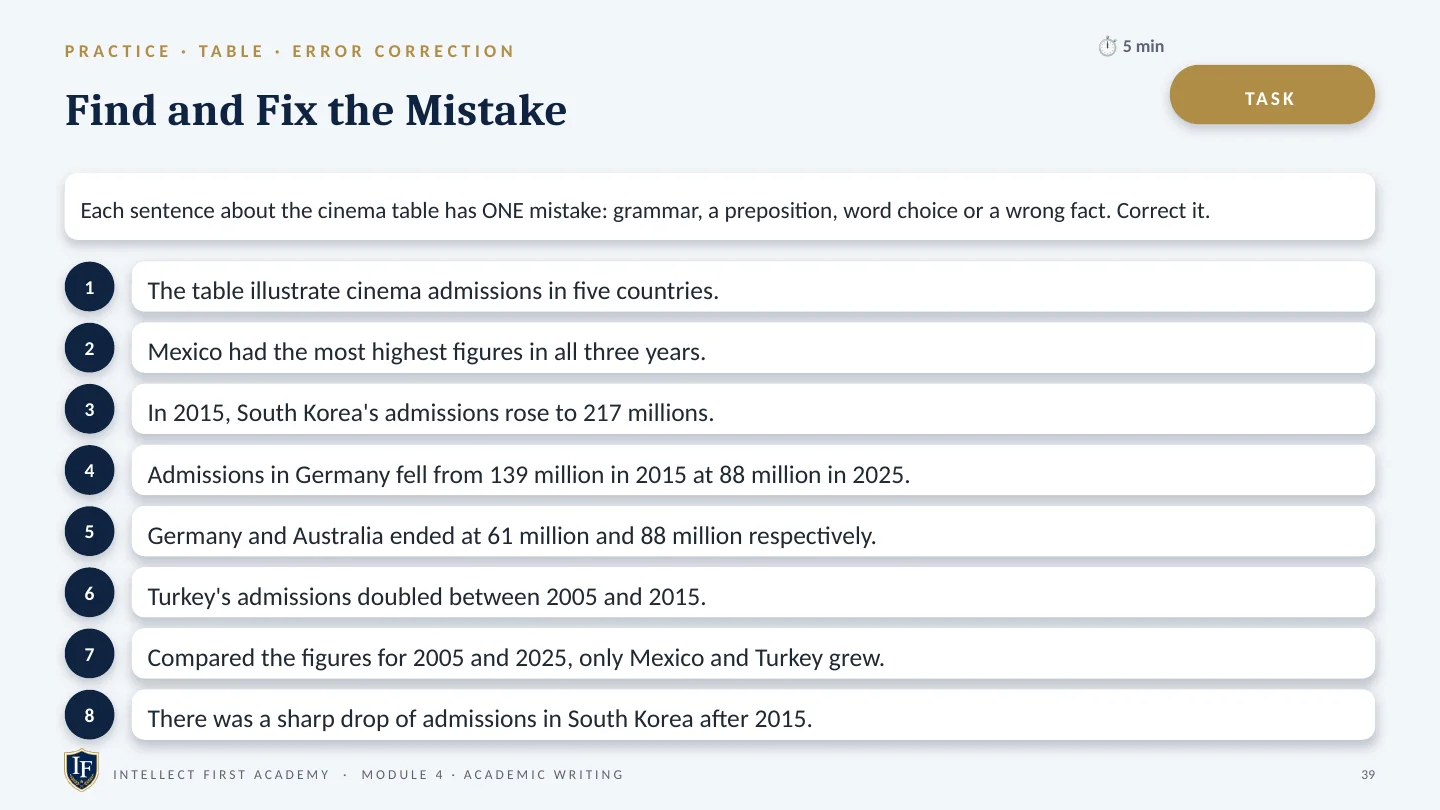 PRACTICE · TABLE · ERROR CORRECTION
⏱ 5 min
TASK
Find and Fix the Mistake
Each sentence about the cinema table has ONE mistake: grammar, a preposition, word choice or a wrong fact. Correct it.
1 The table illustrate cinema admissions in five countries.
2 Mexico had the most highest figures in all three years.
3 In 2015, South Korea's admissions rose to 217 millions.
4 Admissions in Germany fell from 139 million in 2015 at 88 million in 2025.
5 Germany and Australia ended at 61 million and 88 million respectively.
6 Turkey's admissions doubled between 2005 and 2015.
7 Compared the figures for 2005 and 2025, only Mexico and Turkey grew.
8 There was a sharp drop of admissions in South Korea after 2015.
IF
INTELLECT FIRST ACADEMY · MODULE 4 · ACADEMIC WRITING
39